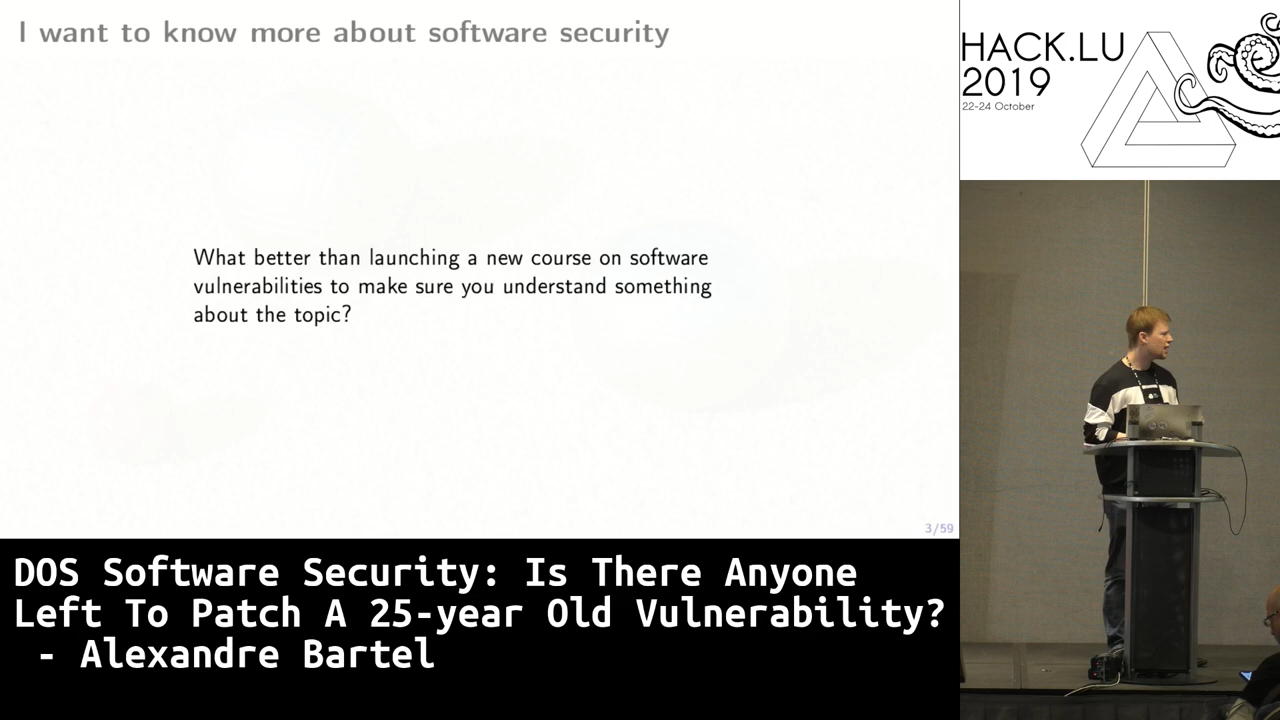 I want to know more about software security
What better than launching a new course on software
vulnerabilities to make sure you understand something
about the topic?
3/59
HACK.LU
2019
22-24 October
DOS Software Security: Is There Anyone
Left To Patch A 25-year Old Vulnerability?
- Alexandre Bartel